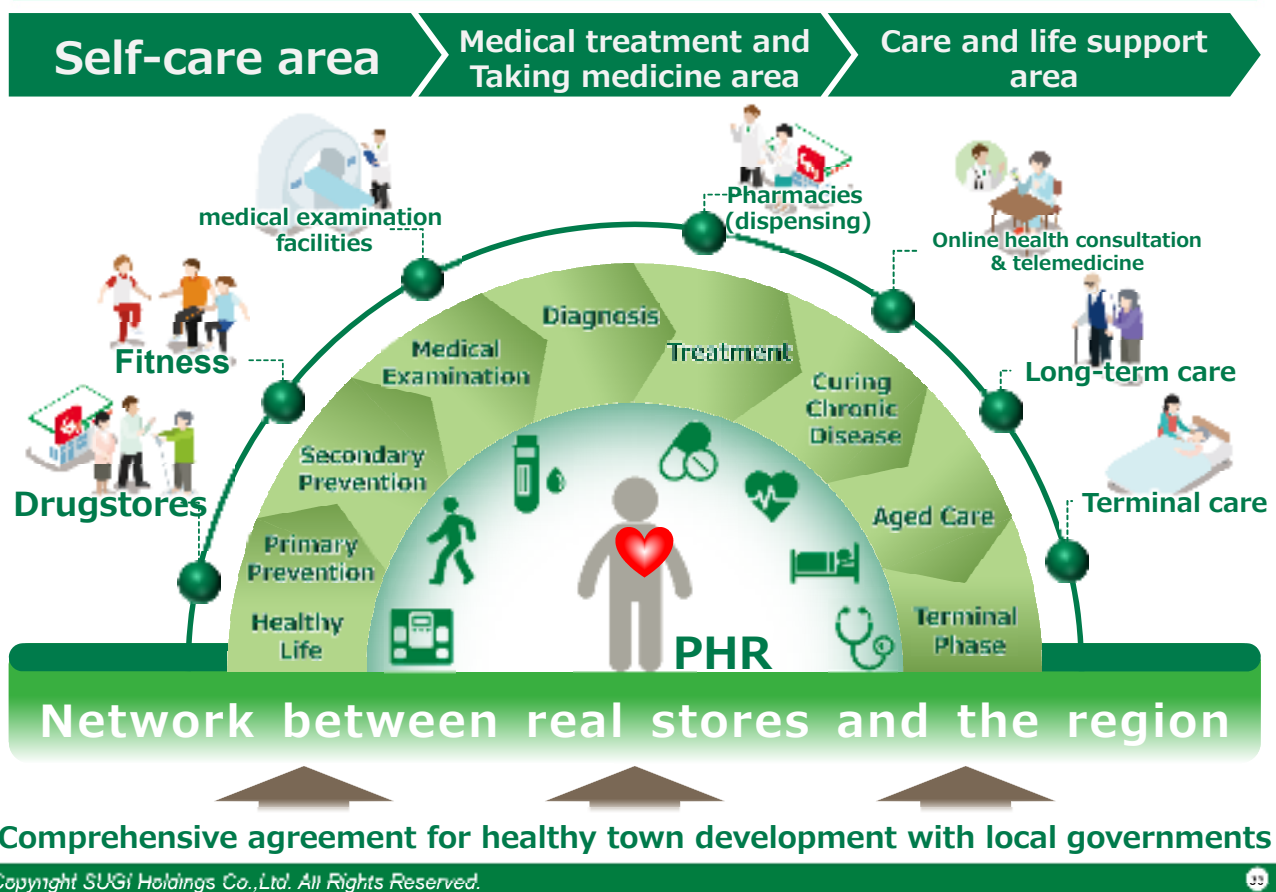 Self-care area
Medical treatment and
Taking medicine area
Care and life support
area
medical examination
facilities
Pharmacies
(dispensing)
Online health consultation
& telemedicine
Fitness
Long-term care
Drugstores
Terminal care
Healthy
Life
Primary
Prevention
Secondary
Prevention
Medical
Examination
Diagnosis
Treatment
Curing
Chronic
Disease
Aged Care
Terminal
Phase
PHR
Network between real stores and the region
Comprehensive agreement for healthy town development with local governments
Copyright SUGI Holdings Co.,Ltd. All Rights Reserved.